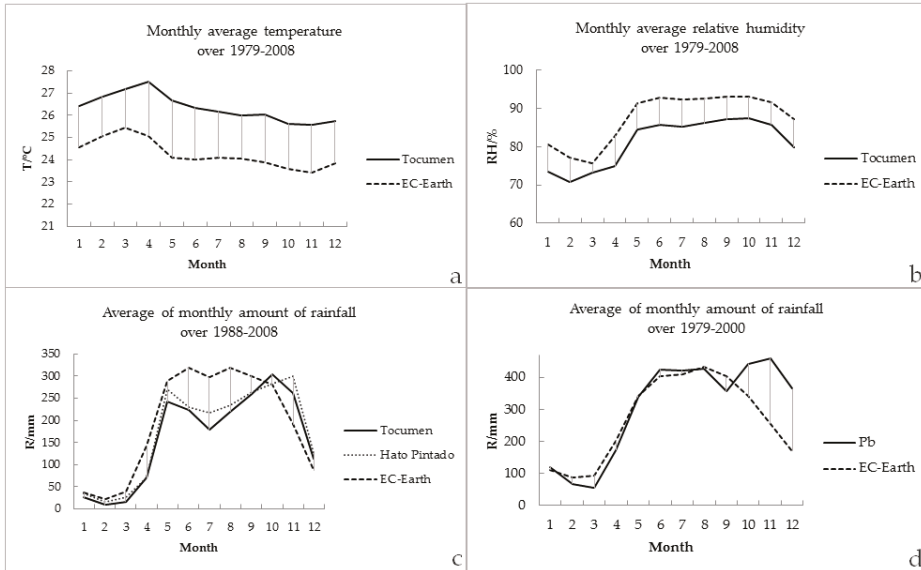 Monthly average temperature
over 1979-2008
28
27
26
25
24
23
22
21
T/°C
1 2 3 4 5 6 7 8 9 10 11 12
Month
Tocumen
EC-Earth
a
Monthly average relative humidity
over 1979-2008
100
90
80
70
60
RH/%
1 2 3 4 5 6 7 8 9 10 11 12
Month
Tocumen
EC-Earth
b
Average of monthly amount of rainfall
over 1988-2008
350
300
250
200
150
100
50
0
R/mm
1 2 3 4 5 6 7 8 9 10 11 12
Month
Tocumen
Hato Pintado
EC-Earth
c
Average of monthly amount of rainfall
over 1979-2000
400
300
200
100
0
R/mm
1 2 3 4 5 6 7 8 9 10 11 12
Month
Pb
EC-Earth
d